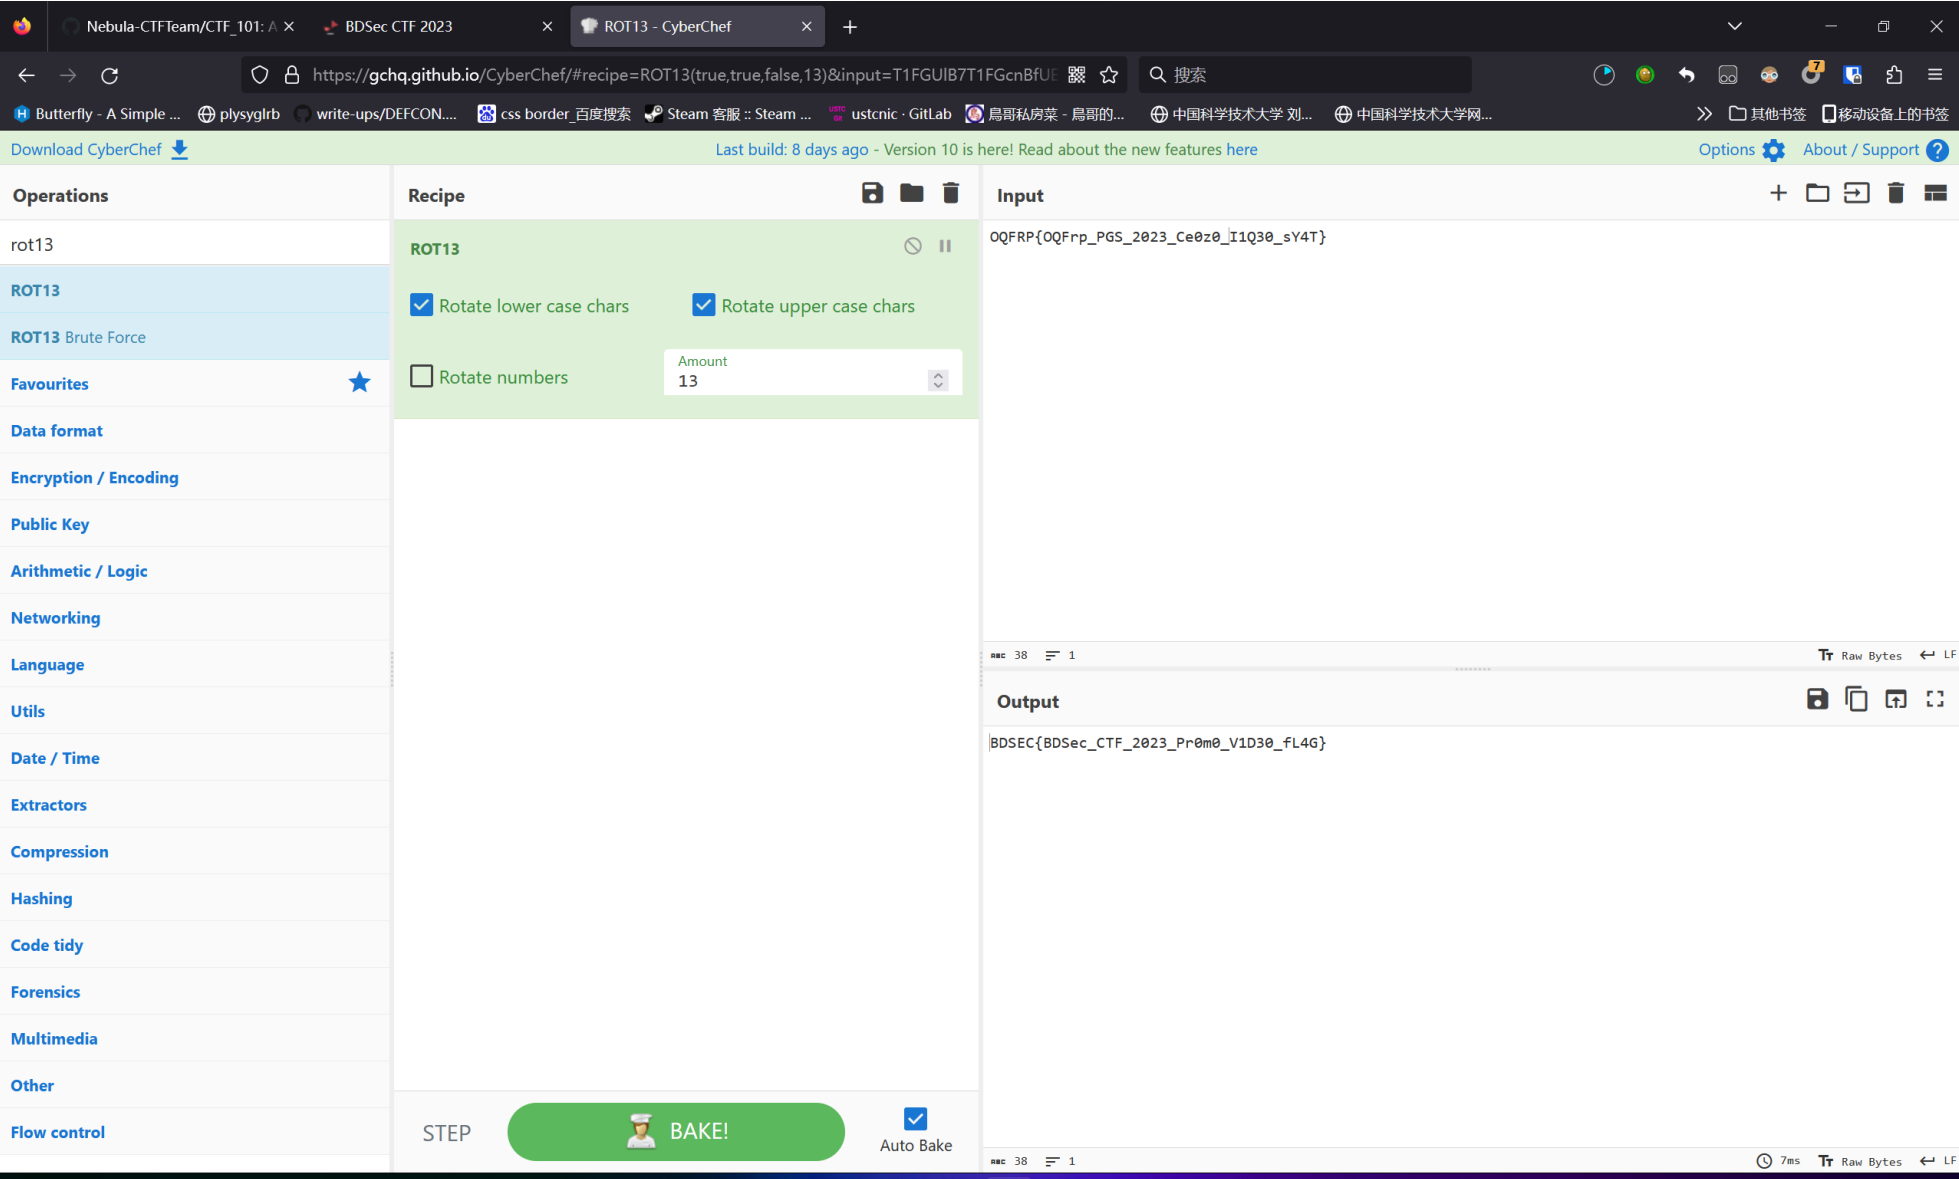 Nebula-CTFTeam/CTF_101: A
BDSec CTF 2023
ROT13 - CyberChef
https://gchq.github.io/CyberChef/#recipe=ROT13(true,true,false,13)&input=T1FGUlB7T1FGcnBfUE
搜索
7
Butterfly - A Simple ...
plysyglrb
write-ups/DEFCON....
css border_百度搜索
Steam 客服 :: Steam ...
ustcnic · GitLab
鳥哥私房菜 - 鳥哥的...
中国科学技术大学 刘...
中国科学技术大学网...
其他书签
移动设备上的书签
Download CyberChef
Last build: 8 days ago - Version 10 is here! Read about the new features here
Options
About / Support
Operations
Recipe
Input
rot13
ROT13
ROT13 Brute Force
Favourites
Data format
Encryption / Encoding
Public Key
Arithmetic / Logic
Networking
Language
Utils
Date / Time
Extractors
Compression
Hashing
Code tidy
Forensics
Multimedia
Other
Flow control
ROT13
Rotate lower case chars
Rotate upper case chars
Rotate numbers
Amount
13
STEP
BAKE!
Auto Bake
OQFRP{OQFrp_PGS_2023_Ce0z0_I1Q30_sY4T}
38
1
Raw Bytes
LF
Output
BDSEC{BDSec_CTF_2023_Pr0m0_V1D30_fL4G}
38
1
7ms
Raw Bytes
LF